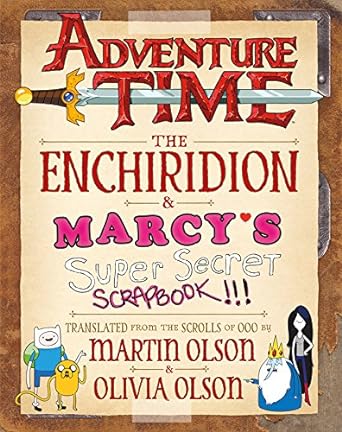 ADVENTURE
TIME
THE
ENCHIRIDION
&
MARCY'S
Super Secret
SCRAPBOOK!!!
TRANSLATED FROM THE SCROLLS OF OOO BY
MARTIN OLSON
&
OLIVIA OLSON